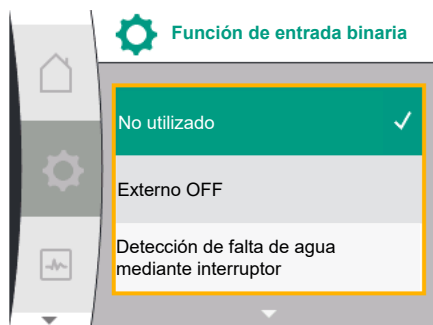 Función de entrada binaria
No utilizado
Externo OFF
Detección de falta de agua
mediante interruptor